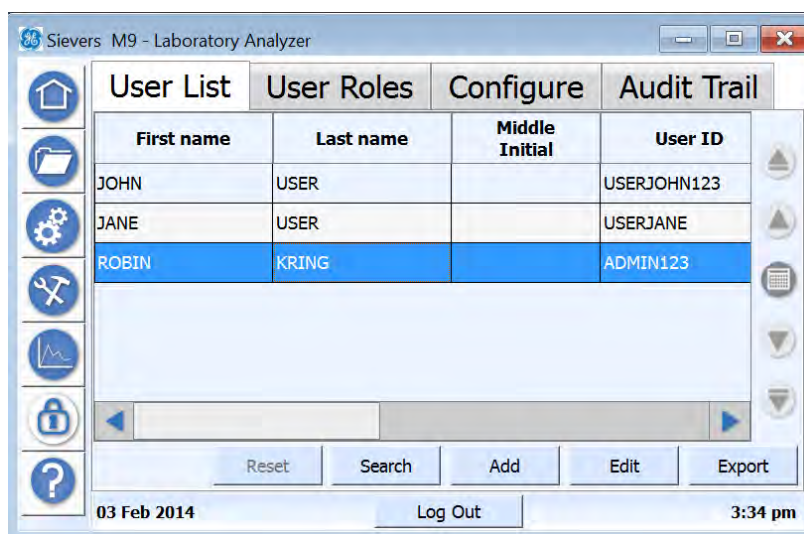 Sievers M9 - Laboratory Analyzer
User List User Roles Configure Audit Trail
First name Last name Middle Initial User ID
JOHN USER USERJOHN123
JANE USER USERJANE
ROBIN KRING ADMIN123
Reset Search Add Edit Export
03 Feb 2014 Log Out 3:34 pm